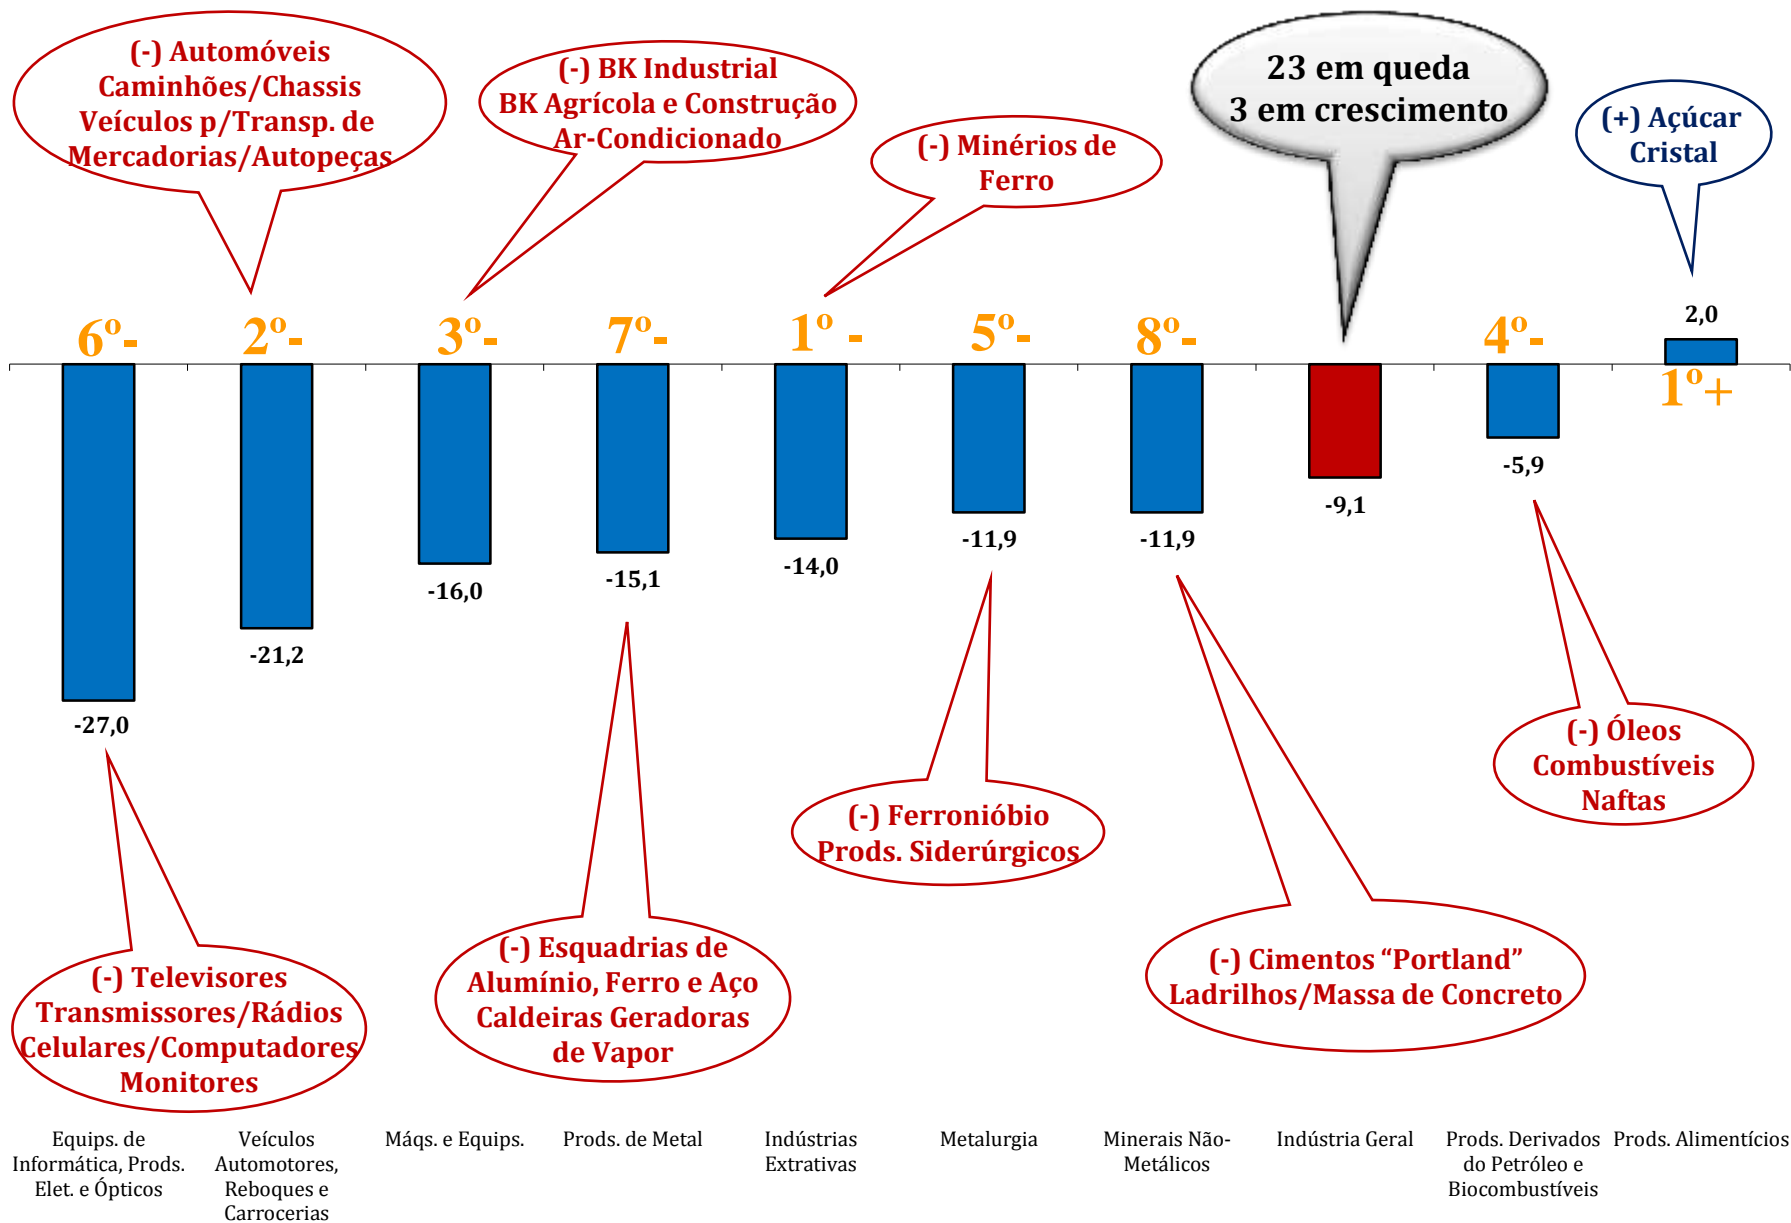 (-) Automóveis
Caminhões/Chassis
Veículos p/Transp. de
Mercadorias/Autopeças
(-) BK Industrial
BK Agrícola e Construção
Ar-Condicionado
(-) Minérios de
Ferro
23 em queda
3 em crescimento
(+) Açúcar
Cristal
6º-
2º-
3º-
7º-
1º -
5º-
8º-
4º-
2,0
1º+
-27,0
-21,2
-16,0
-15,1
-14,0
-11,9
-11,9
-9,1
-5,9
(-) Televisores
Transmissores/Rádios
Celulares/Computadores
Monitores
(-) Esquadrias de
Alumínio, Ferro e Aço
Caldeiras Geradoras
de Vapor
(-) Ferronióbio
Prods. Siderúrgicos
(-) Cimentos “Portland”
Ladrilhos/Massa de Concreto
(-) Óleos
Combustíveis
Naftas
Equips. de
Informática, Prods.
Elet. e Ópticos
Veículos
Automotores,
Reboques e
Carrocerias
Máqs. e Equips.
Prods. de Metal
Indústrias
Extrativas
Metalurgia
Minerais Não-
Metálicos
Indústria Geral
Prods. Derivados
do Petróleo e
Biocombustíveis
Prods. Alimentícios